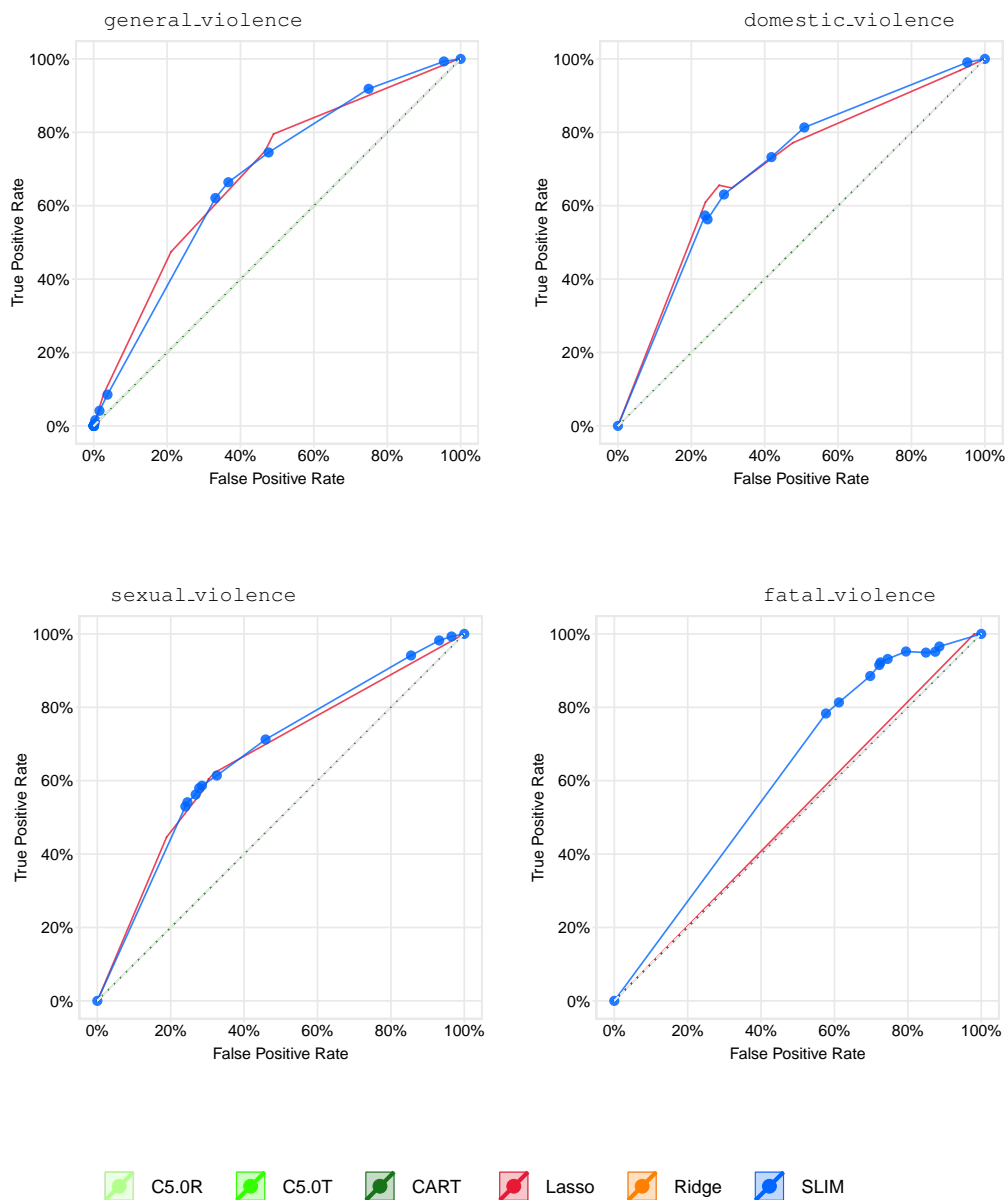 general_violence
domestic_violence
100%
80%
60%
40%
20%
0%
True Positive Rate
0% 20% 40% 60% 80% 100%
False Positive Rate
100%
80%
60%
40%
20%
0%
True Positive Rate
0% 20% 40% 60% 80% 100%
False Positive Rate
sexual_violence
fatal_violence
100%
80%
60%
40%
20%
0%
True Positive Rate
0% 20% 40% 60% 80% 100%
False Positive Rate
100%
80%
60%
40%
20%
0%
True Positive Rate
0% 20% 40% 60% 80% 100%
False Positive Rate
C5.0R C5.0T CART Lasso Ridge SLIM